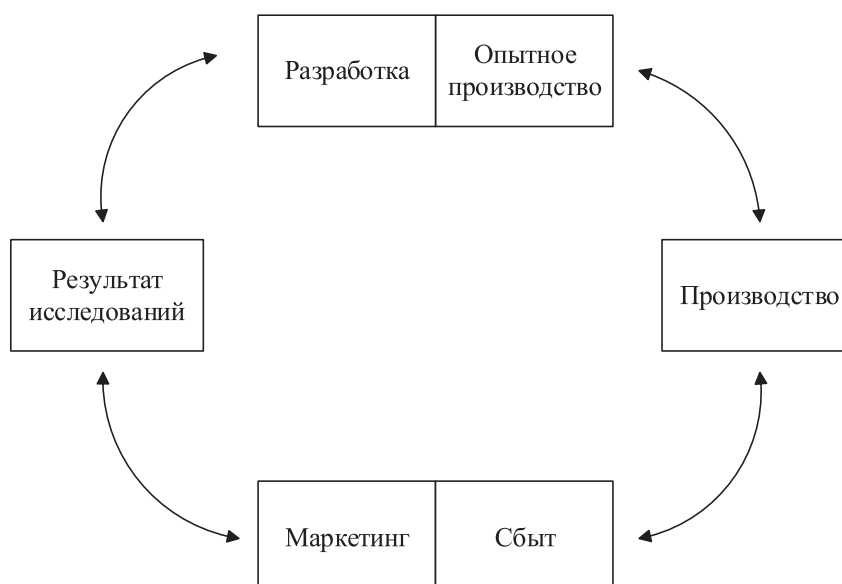 Разработка
Опытное
производство
Результат
исследований
Производство
Маркетинг
Сбыт